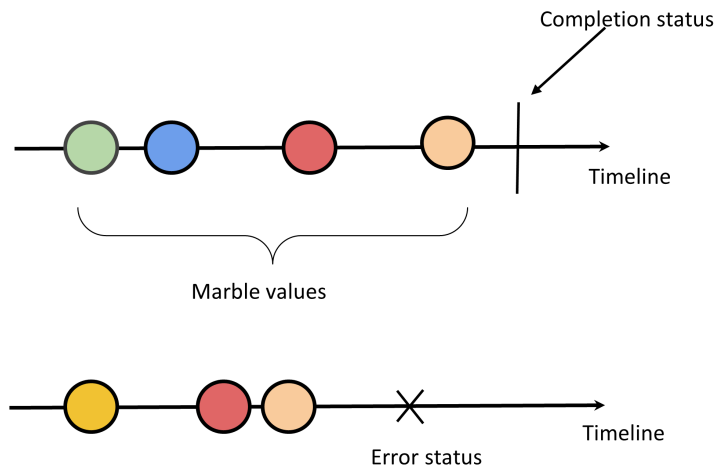 Completion status
Timeline
Marble values
Timeline
Error status